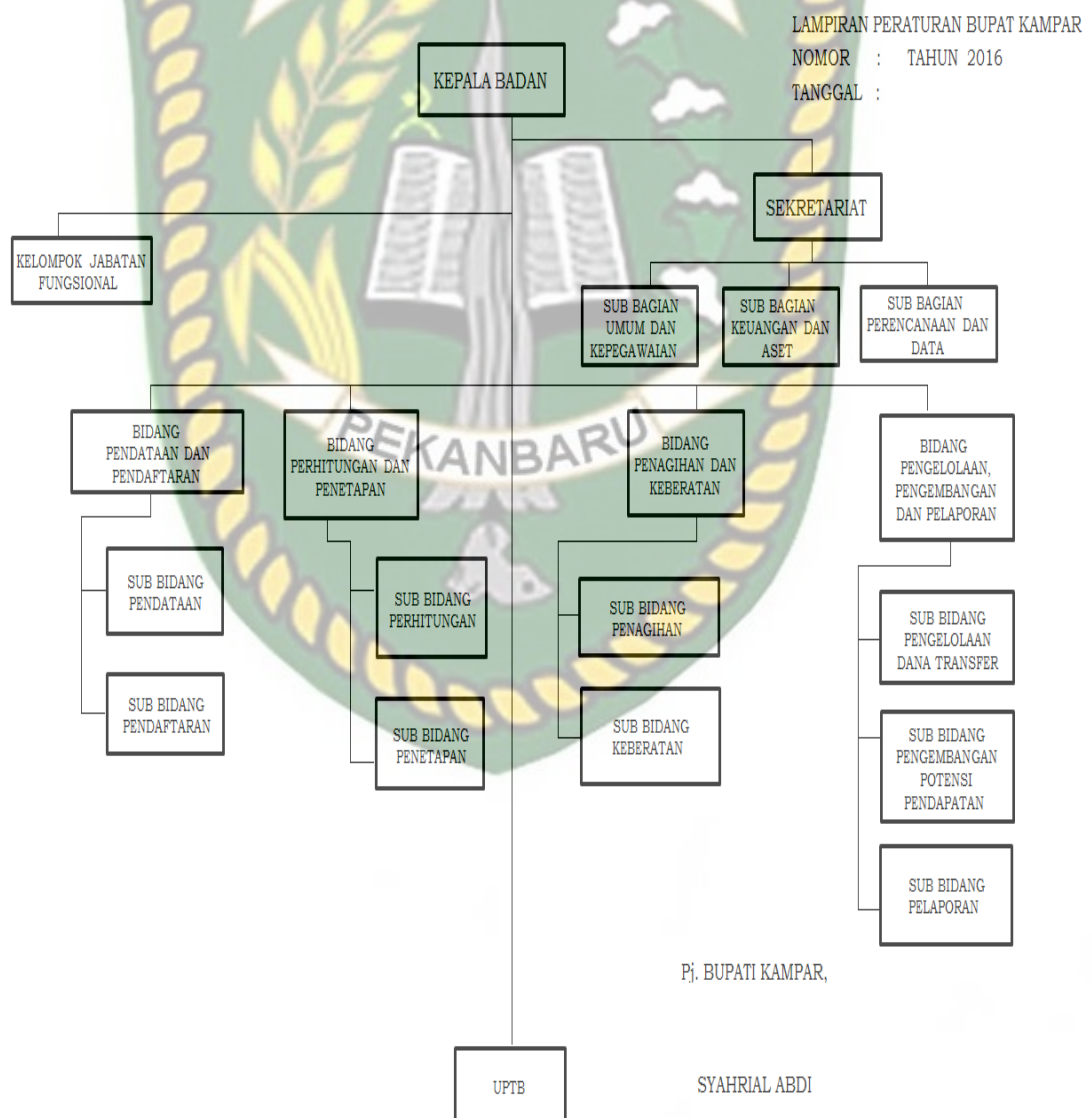 LAMPIRAN PERATURAN BUPAT KAMPAR
NOMOR : TAHUN 2016
TANGGAL :
KEPALA BADAN
SEKRETARIAT
KELOMPOK JABATAN
FUNGSIONAL
SUB BAGIAN
UMUM DAN
KEPEGAWAIAN
SUB BAGIAN
KEUANGAN DAN
ASET
SUB BAGIAN
PERENCANAAN DAN
DATA
PEKANBARU
BIDANG
PENDATAAN DAN
PENDAFTARAN
BIDANG
PERHITUNGAN DAN
PENETAPAN
BIDANG
PENAGIHAN DAN
KEBERATAN
BIDANG
PENGELOLAAN,
PENGEMBANGAN
DAN PELAPORAN
SUB BIDANG
PENDATAAN
SUB BIDANG
PENDAFTARAN
SUB BIDANG
PERHITUNGAN
SUB BIDANG
PENETAPAN
SUB BIDANG
PENAGIHAN
SUB BIDANG
KEBERATAN
SUB BIDANG
PENGELOLAAN
DANA TRANSFER
SUB BIDANG
PENGEMBANGAN
POTENSI
PENDAPATAN
SUB BIDANG
PELAPORAN
Pj. BUPATI KAMPAR,
UPTB
SYAHRIAL ABDI